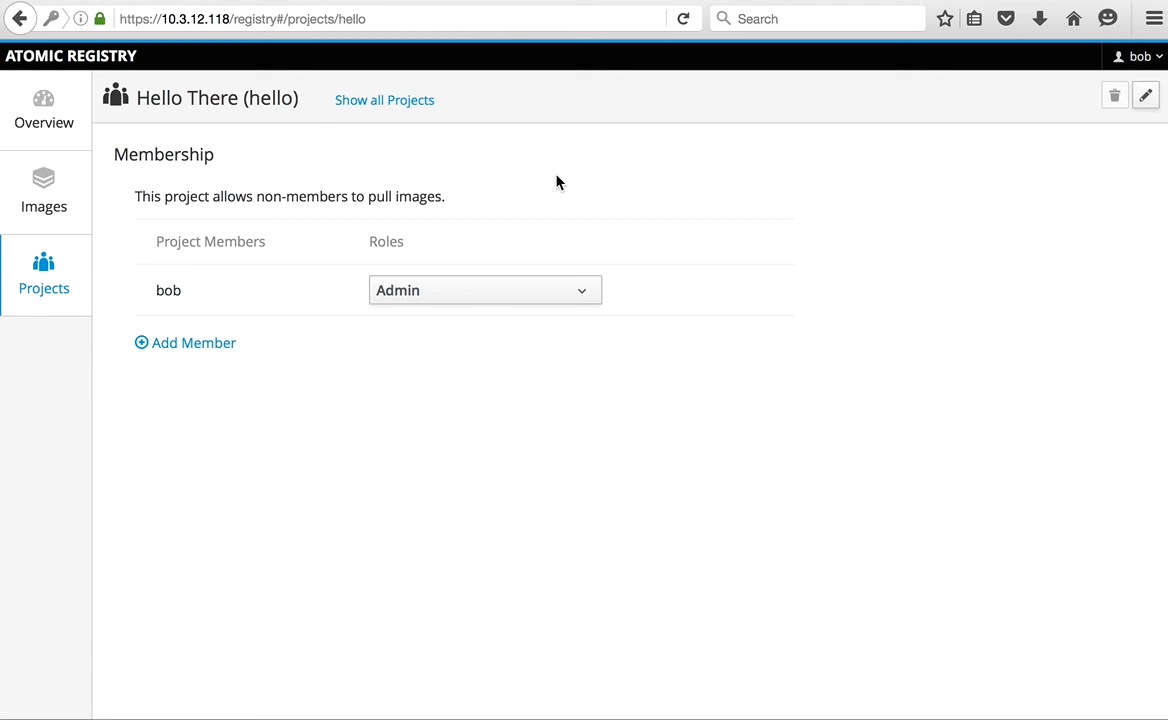 https://10.3.12.118/registry#/projects/hello
Search
ATOMIC REGISTRY
bob
Overview
Images
Projects
Hello There (hello)
Show all Projects
Membership
This project allows non-members to pull images.
Project Members Roles
bob Admin
Add Member